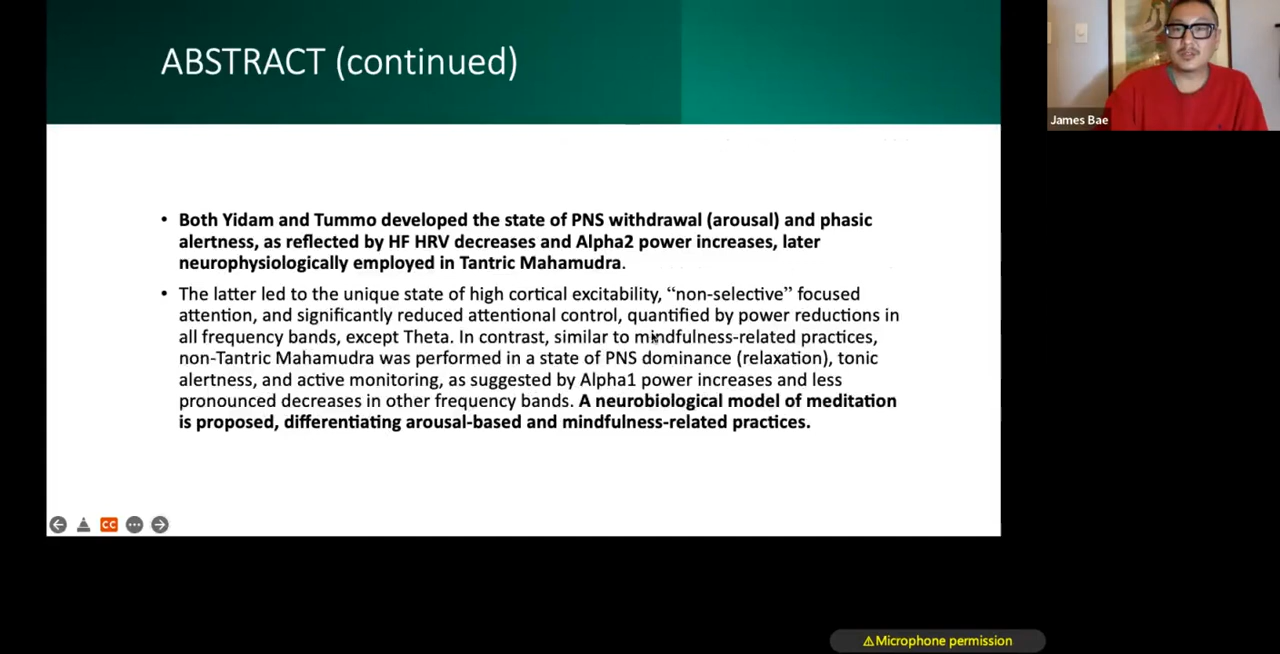 ABSTRACT (continued)
• Both Yidam and Tummo developed the state of PNS withdrawal (arousal) and phasic
alertness, as reflected by HF HRV decreases and Alpha2 power increases, later
neurophysiologically employed in Tantric Mahamudra.
• The latter led to the unique state of high cortical excitability, “non-selective” focused
attention, and significantly reduced attentional control, quantified by power reductions in
all frequency bands, except Theta. In contrast, similar to mindfulness-related practices,
non-Tantric Mahamudra was performed in a state of PNS dominance (relaxation), tonic
alertness, and active monitoring, as suggested by Alpha1 power increases and less
pronounced decreases in other frequency bands. A neurobiological model of meditation
is proposed, differentiating arousal-based and mindfulness-related practices.
CC
James Bae
⚠Microphone permission